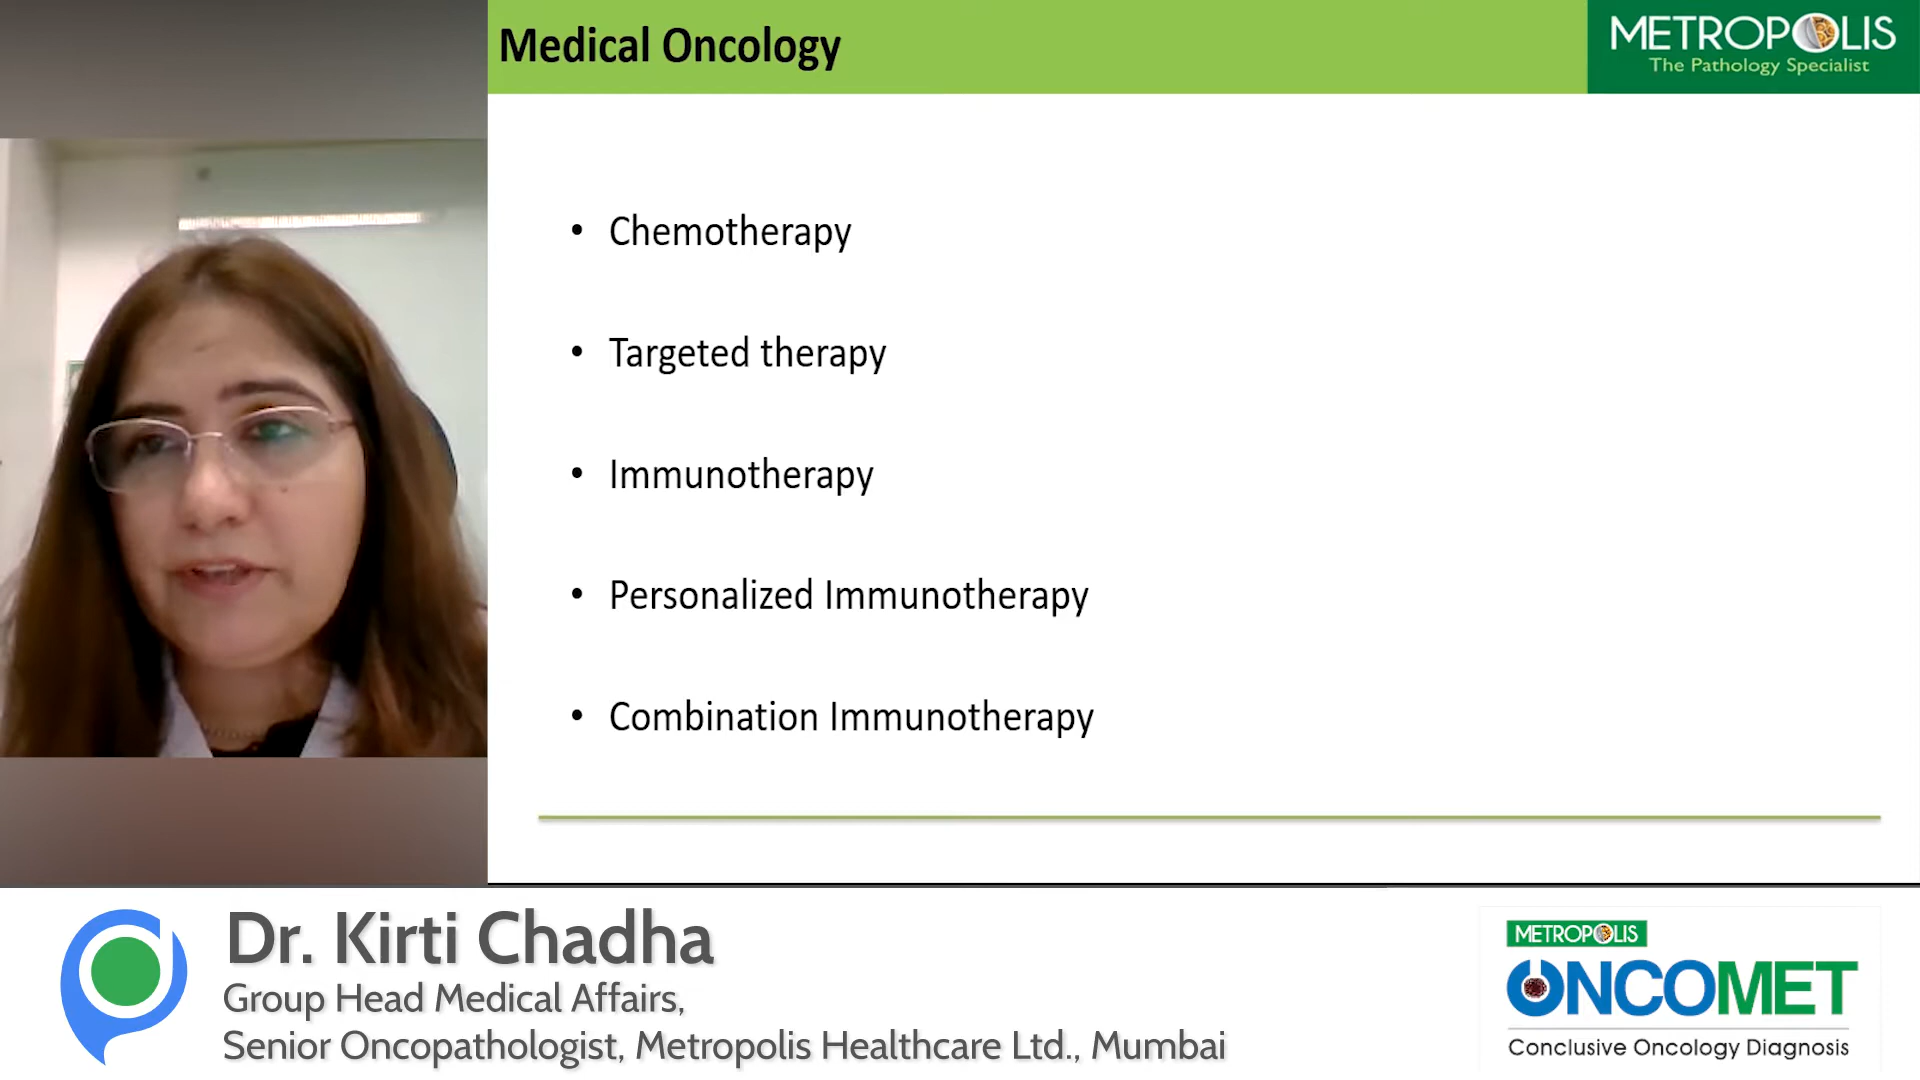 Medical Oncology
METROPOLIS
The Pathology Specialist
• Chemotherapy
• Targeted therapy
• Immunotherapy
• Personalized Immunotherapy
• Combination Immunotherapy
Dr. Kirti Chadha
Group Head Medical Affairs,
Senior Oncopathologist, Metropolis Healthcare Ltd., Mumbai
METROPOLIS
ONCOMET
Conclusive Oncology Diagnosis